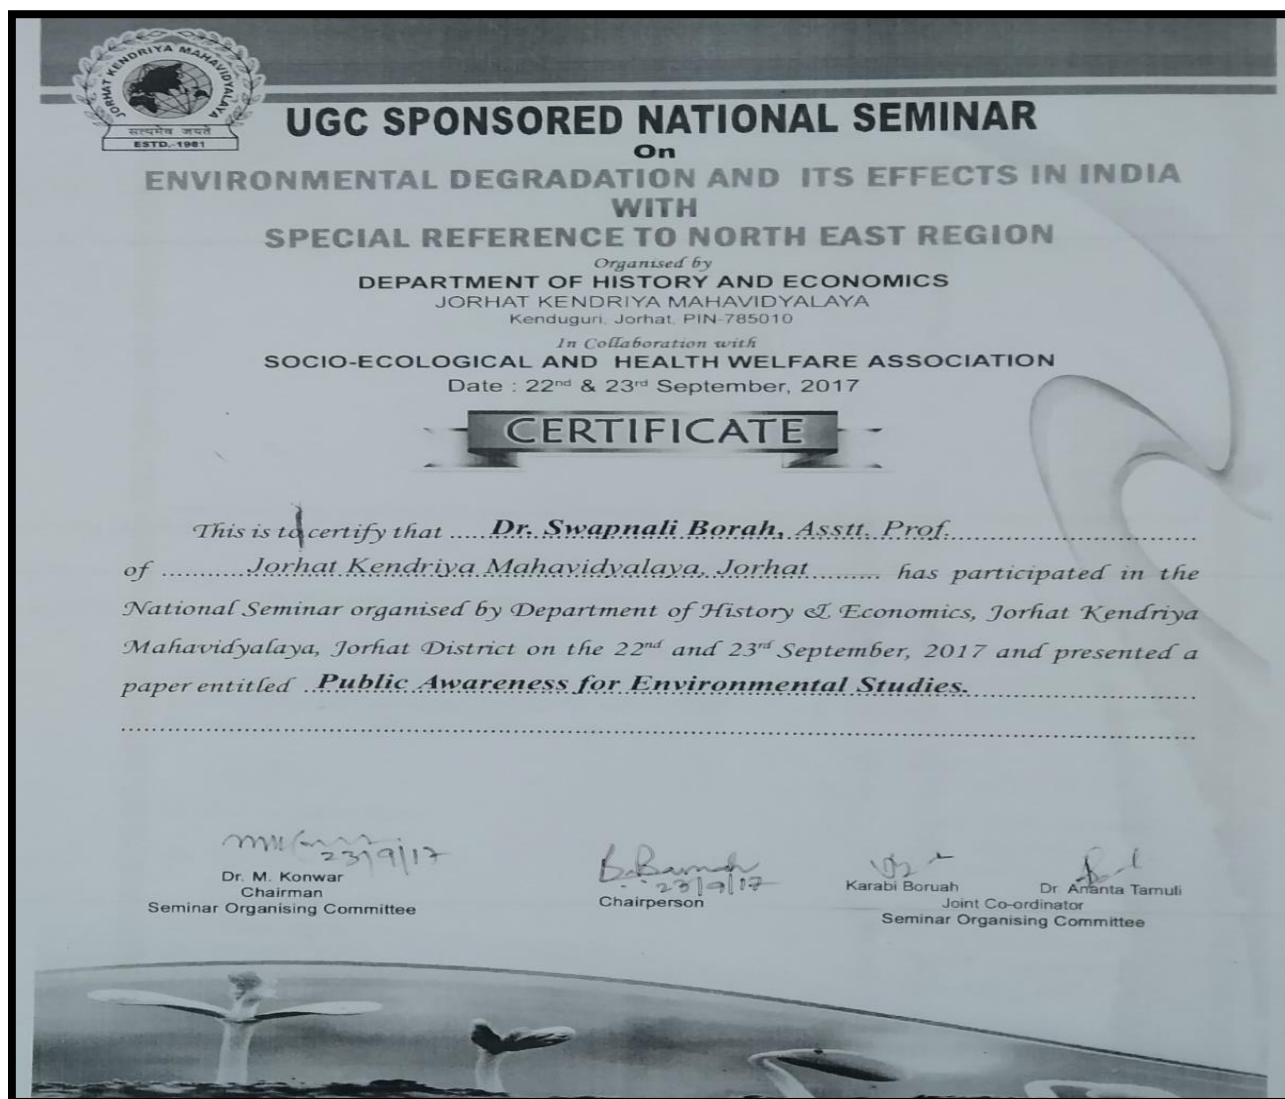 JORHAT KENDRIYA MAHAVIDYALAYA
सत्यमेव जयते
ESTD.-1981
UGC SPONSORED NATIONAL SEMINAR
On
ENVIRONMENTAL DEGRADATION AND ITS EFFECTS IN INDIA
WITH
SPECIAL REFERENCE TO NORTH EAST REGION
Organised by
DEPARTMENT OF HISTORY AND ECONOMICS
JORHAT KENDRIYA MAHAVIDYALAYA
Kenduguri, Jorhat, PIN-785010
In Collaboration with
SOCIO-ECOLOGICAL AND HEALTH WELFARE ASSOCIATION
Date : 22nd & 23rd September, 2017
CERTIFICATE
This is to certify that ..... Dr. Swapnali Borah, Asstt. Prof.
of .......... Jorhat Kendriya Mahavidyalaya, Jorhat ......... has participated in the
National Seminar organised by Department of History & Economics, Jorhat Kendriya
Mahavidyalaya, Jorhat District on the 22nd and 23rd September, 2017 and presented a
paper entitled ..Public Awareness for Environmental Studies.
23/9/17
Dr. M. Konwar
Chairman
Seminar Organising Committee
23/9/17
Chairperson
Karabi Boruah Dr. Ananta Tamuli
Joint Co-ordinator
Seminar Organising Committee